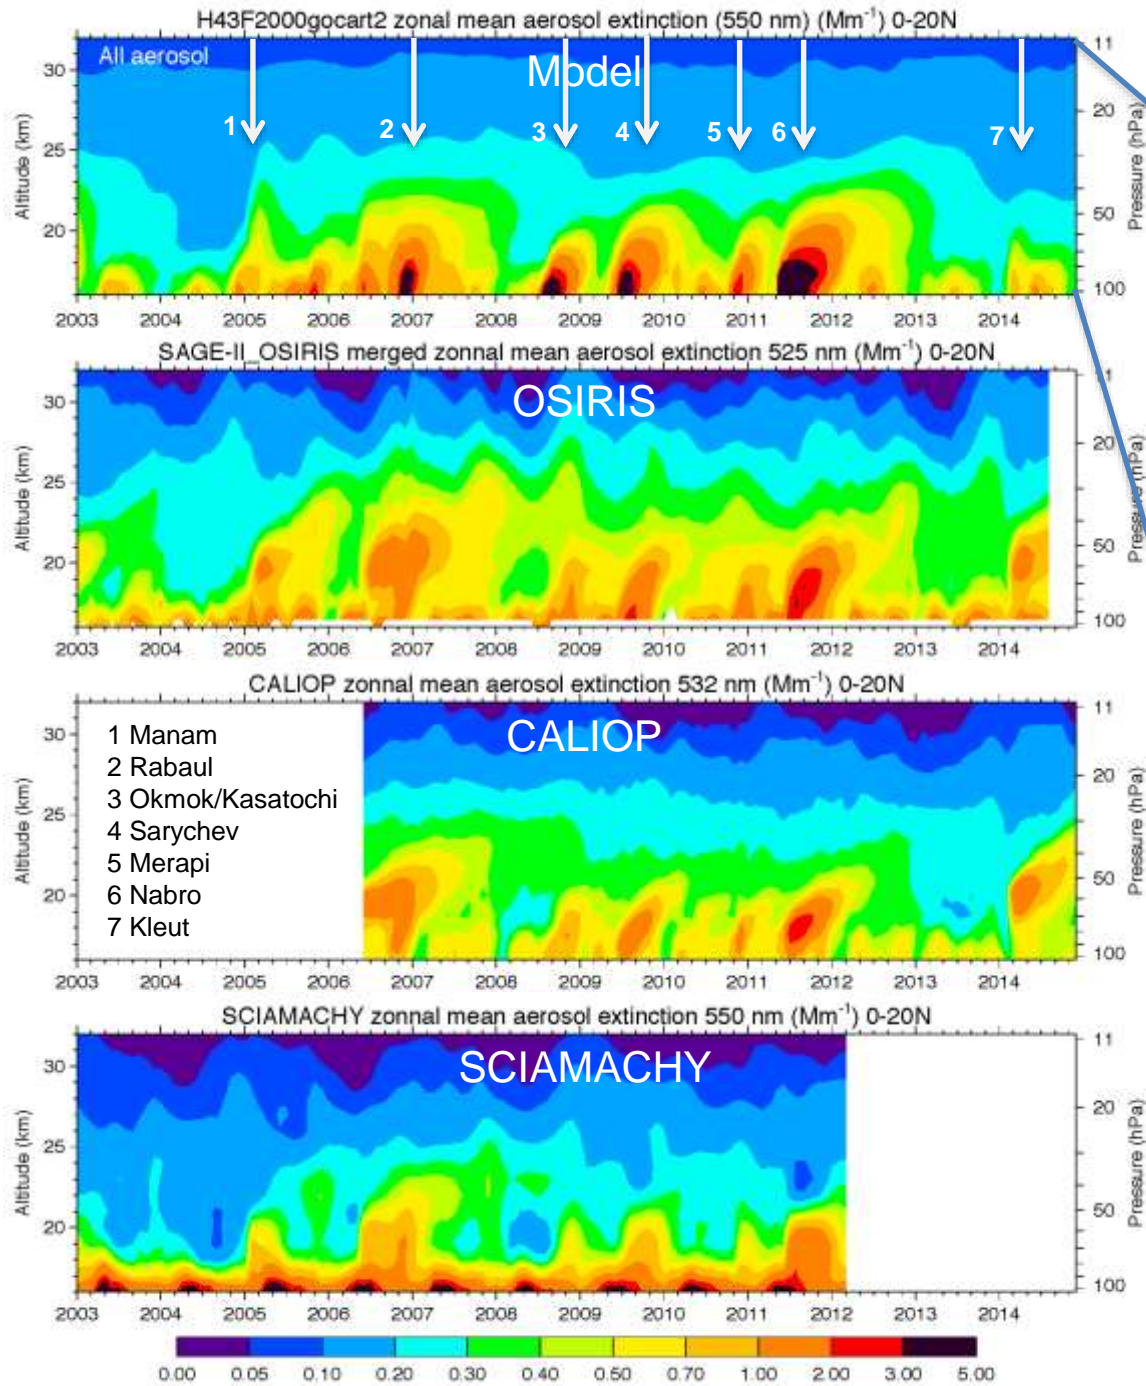 H43F2000gocart2 zonal mean aerosol extinction (550 nm) (Mm⁻¹) 0-20N
All aerosol
Model
1 2 3 4 5 6 7
Altitude (km)
30
25
20
Pressure (hPa)
11
20
50
100
2003 2004 2005 2006 2007 2008 2009 2010 2011 2012 2013 2014
SAGE-II_OSIRIS merged zonnal mean aerosol extinction 525 nm (Mm⁻¹) 0-20N
OSIRIS
Altitude (km)
30
25
20
Pressure (hPa)
1
20
50
100
2003 2004 2005 2006 2007 2008 2009 2010 2011 2012 2013 2014
CALIOP zonnal mean aerosol extinction 532 nm (Mm⁻¹) 0-20N
CALIOP
1 Manam
2 Rabaul
3 Okmok/Kasatochi
4 Sarychev
5 Merapi
6 Nabro
7 Kleut
Altitude (km)
30
25
20
Pressure (hPa)
11
20
50
100
2003 2004 2005 2006 2007 2008 2009 2010 2011 2012 2013 2014
SCIAMACHY zonnal mean aerosol extinction 550 nm (Mm⁻¹) 0-20N
SCIAMACHY
Altitude (km)
30
25
20
Pressure (hPa)
11
20
50
100
2003 2004 2005 2006 2007 2008 2009 2010 2011 2012 2013 2014
0.00 0.05 0.10 0.20 0.30 0.40 0.50 0.70 1.00 2.00 3.00 5.00